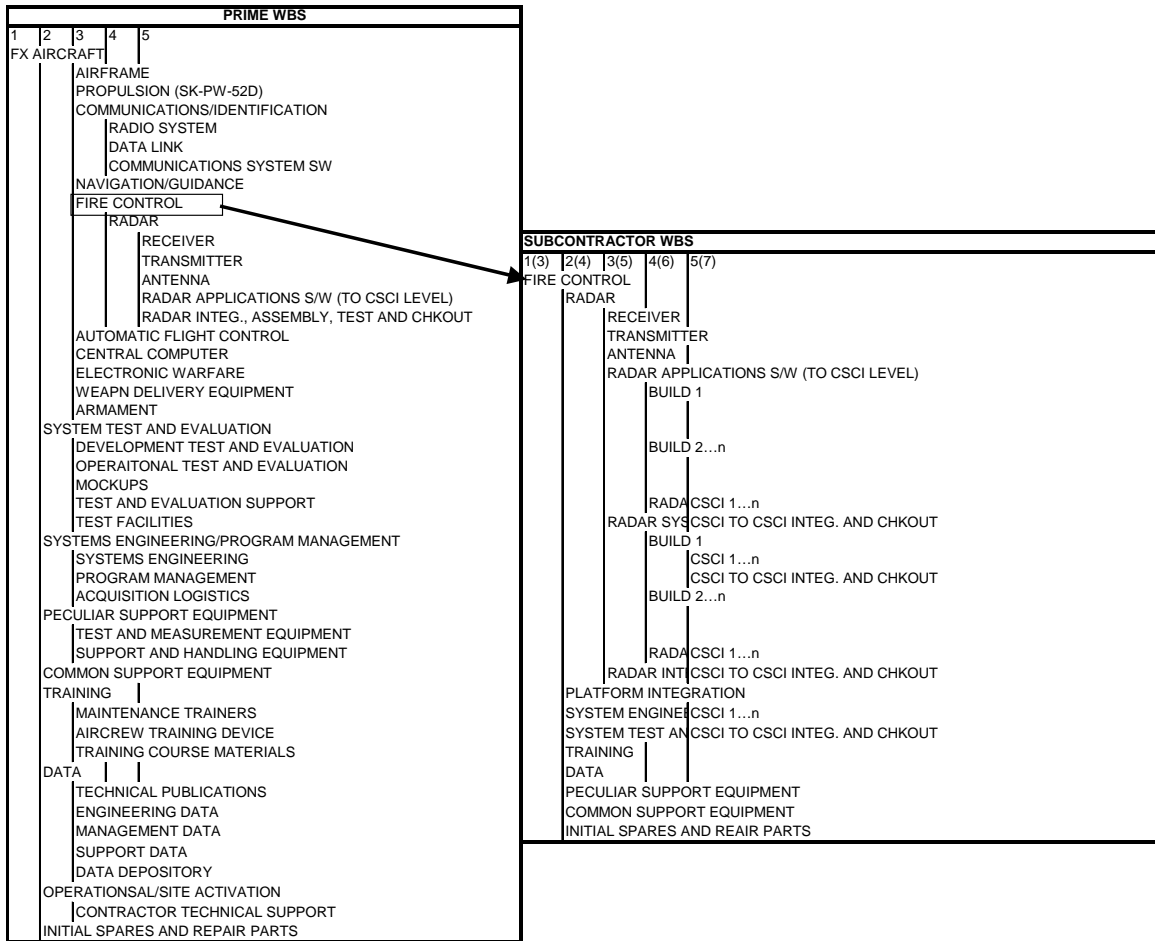 PRIME WBS
1 2 3 4 5
FX AIRCRAFT
AIRFRAME
PROPULSION (SK-PW-52D)
COMMUNICATIONS/IDENTIFICATION
RADIO SYSTEM
DATA LINK
COMMUNICATIONS SYSTEM SW
NAVIGATION/GUIDANCE
FIRE CONTROL
RADAR
RECEIVER
TRANSMITTER
ANTENNA
RADAR APPLICATIONS S/W (TO CSCI LEVEL)
RADAR INTEG., ASSEMBLY, TEST AND CHKOUT
AUTOMATIC FLIGHT CONTROL
CENTRAL COMPUTER
ELECTRONIC WARFARE
WEAPN DELIVERY EQUIPMENT
ARMAMENT
SYSTEM TEST AND EVALUATION
DEVELOPMENT TEST AND EVALUATION
OPERAITONAL TEST AND EVALUATION
MOCKUPS
TEST AND EVALUATION SUPPORT
TEST FACILITIES
SYSTEMS ENGINEERING/PROGRAM MANAGEMENT
SYSTEMS ENGINEERING
PROGRAM MANAGEMENT
ACQUISITION LOGISTICS
PECULIAR SUPPORT EQUIPMENT
TEST AND MEASUREMENT EQUIPMENT
SUPPORT AND HANDLING EQUIPMENT
COMMON SUPPORT EQUIPMENT
TRAINING
MAINTENANCE TRAINERS
AIRCREW TRAINING DEVICE
TRAINING COURSE MATERIALS
DATA
TECHNICAL PUBLICATIONS
ENGINEERING DATA
MANAGEMENT DATA
SUPPORT DATA
DATA DEPOSITORY
OPERATIONSAL/SITE ACTIVATION
CONTRACTOR TECHNICAL SUPPORT
INITIAL SPARES AND REPAIR PARTS
SUBCONTRACTOR WBS
1(3) 2(4) 3(5) 4(6) 5(7)
FIRE CONTROL
RADAR
RECEIVER
TRANSMITTER
ANTENNA
RADAR APPLICATIONS S/W (TO CSCI LEVEL)
BUILD 1
BUILD 2...n
RADA CSCI 1...n
RADAR SYS CSCI TO CSCI INTEG. AND CHKOUT
BUILD 1
CSCI 1...n
CSCI TO CSCI INTEG. AND CHKOUT
BUILD 2...n
RADA CSCI 1...n
RADAR INT CSCI TO CSCI INTEG. AND CHKOUT
PLATFORM INTEGRATION
SYSTEM ENGINEE CSCI 1...n
SYSTEM TEST AN CSCI TO CSCI INTEG. AND CHKOUT
TRAINING
DATA
PECULIAR SUPPORT EQUIPMENT
COMMON SUPPORT EQUIPMENT
INITIAL SPARES AND REAIR PARTS